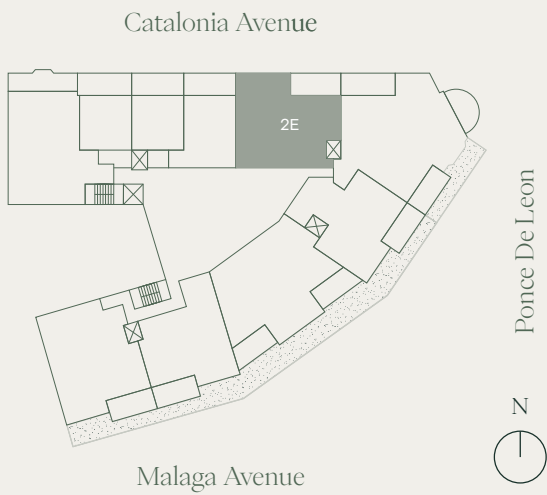 Catalonia Avenue
2E
Ponce De Leon
N
Malaga Avenue